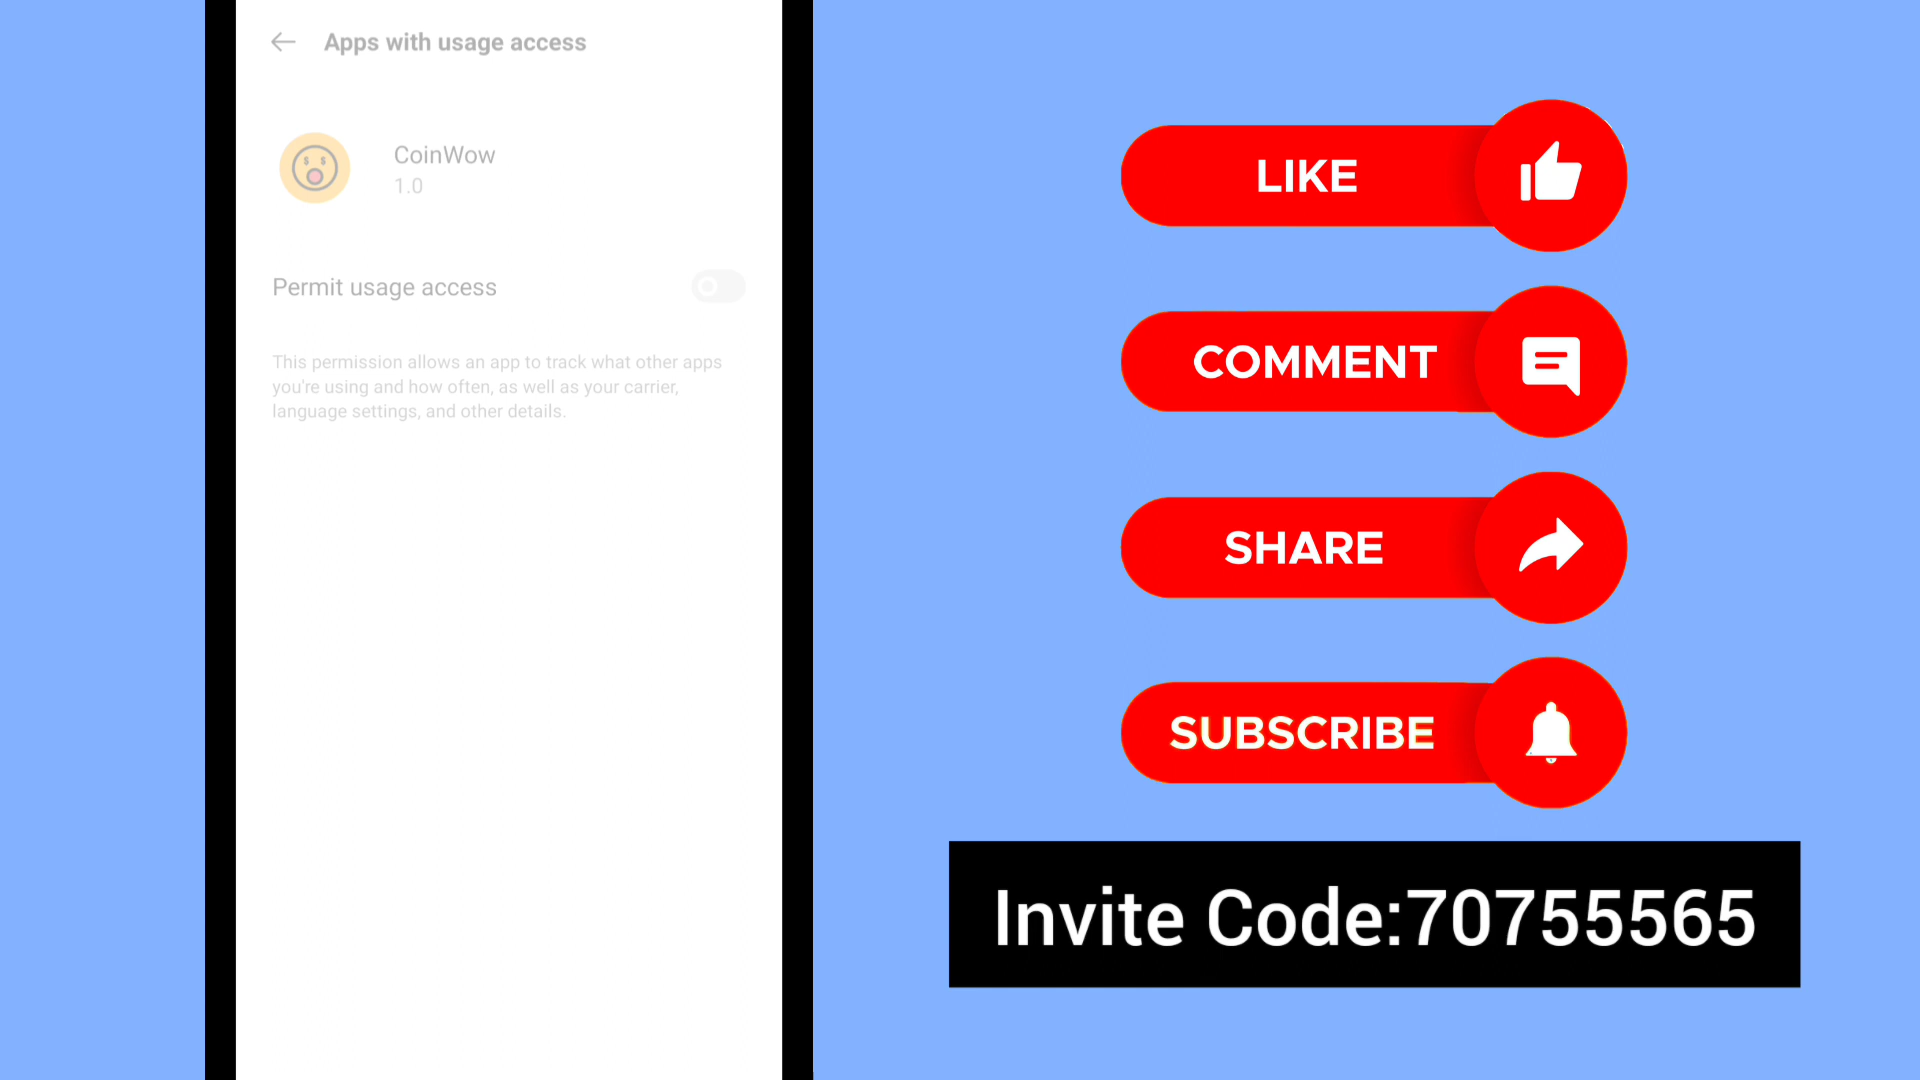 Apps with usage access
CoinWow
1.0
Permit usage access
This permission allows an app to track what other apps
you're using and how often, as well as your carrier,
language settings, and other details.
LIKE
COMMENT
SHARE
SUBSCRIBE
Invite Code:70755565